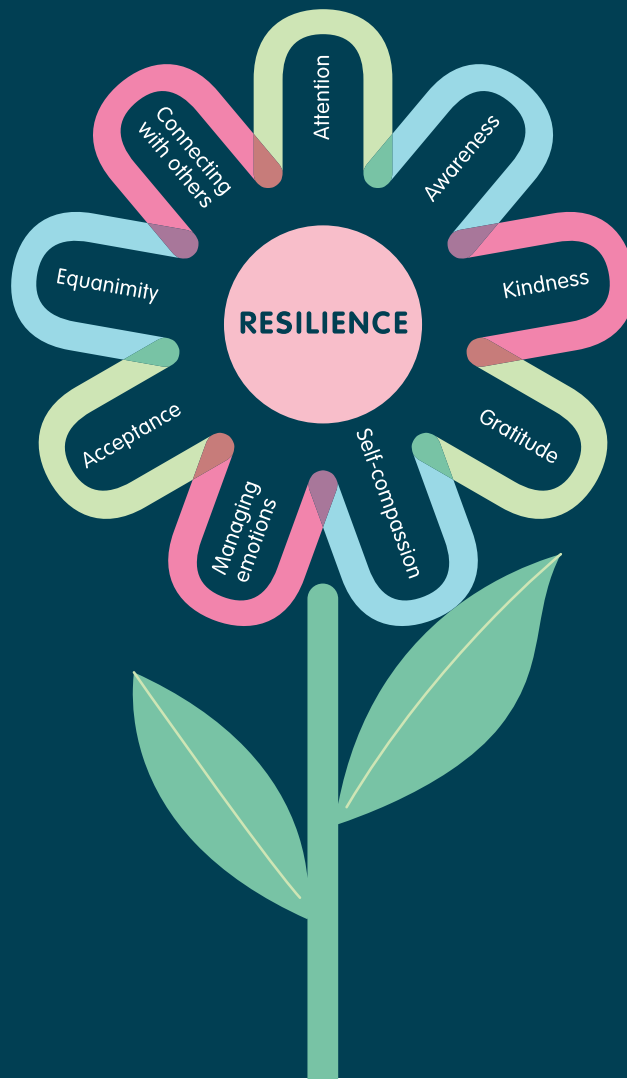 Attention
Awareness
Kindness
Gratitude
Self-compassion
Managing
emotions
Acceptance
Equanimity
Connecting
with others
RESILIENCE